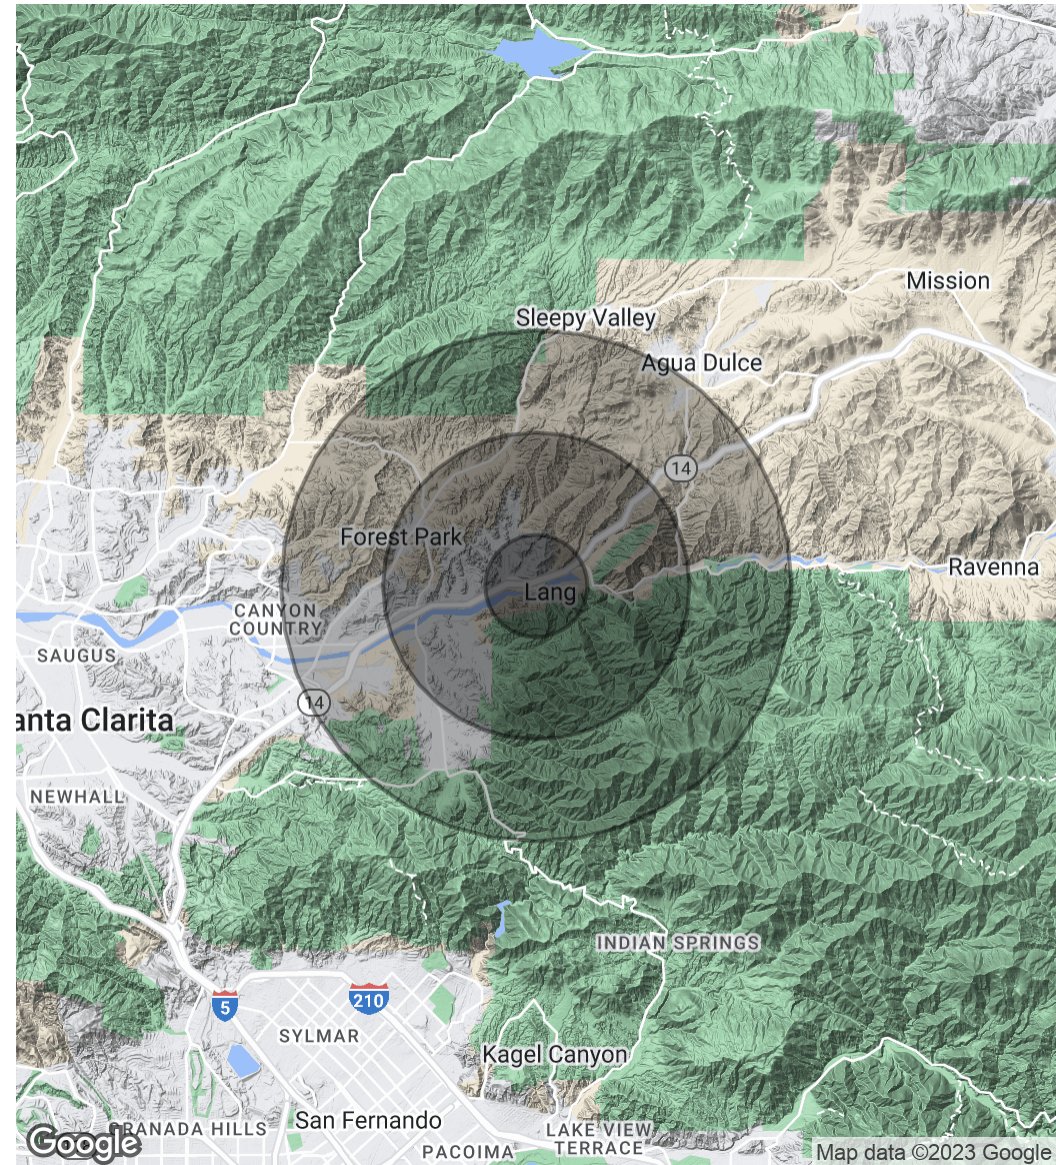 Mission
Sleepy Valley
Agua Dulce
14
Forest Park
Ravenna
Lang
CANYON
COUNTRY
SAUGUS
14
anta Clarita
NEWHALL
INDIAN SPRINGS
5
210
SYLMAR
Kagel Canyon
San Fernando
RANADA HILLS
LAKE VIEW
TERRACE
PACOIMA
Google
Map data ©2023 Google